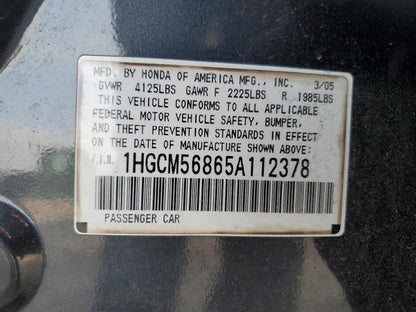 MFD. BY HONDA OF AMERICA MFG., INC. 3/05
GVWR 4125LBS GAWR F 2225LBS R 1985LBS
THIS VEHICLE CONFORMS TO ALL APPLICABLE
FEDERAL MOTOR VEHICLE SAFETY, BUMPER,
AND THEFT PREVENTION STANDARDS IN EFFECT
ON THE DATE OF MANUFACTURE SHOWN ABOVE:
V.I.N. 1HGCM56865A112378
PASSENGER CAR